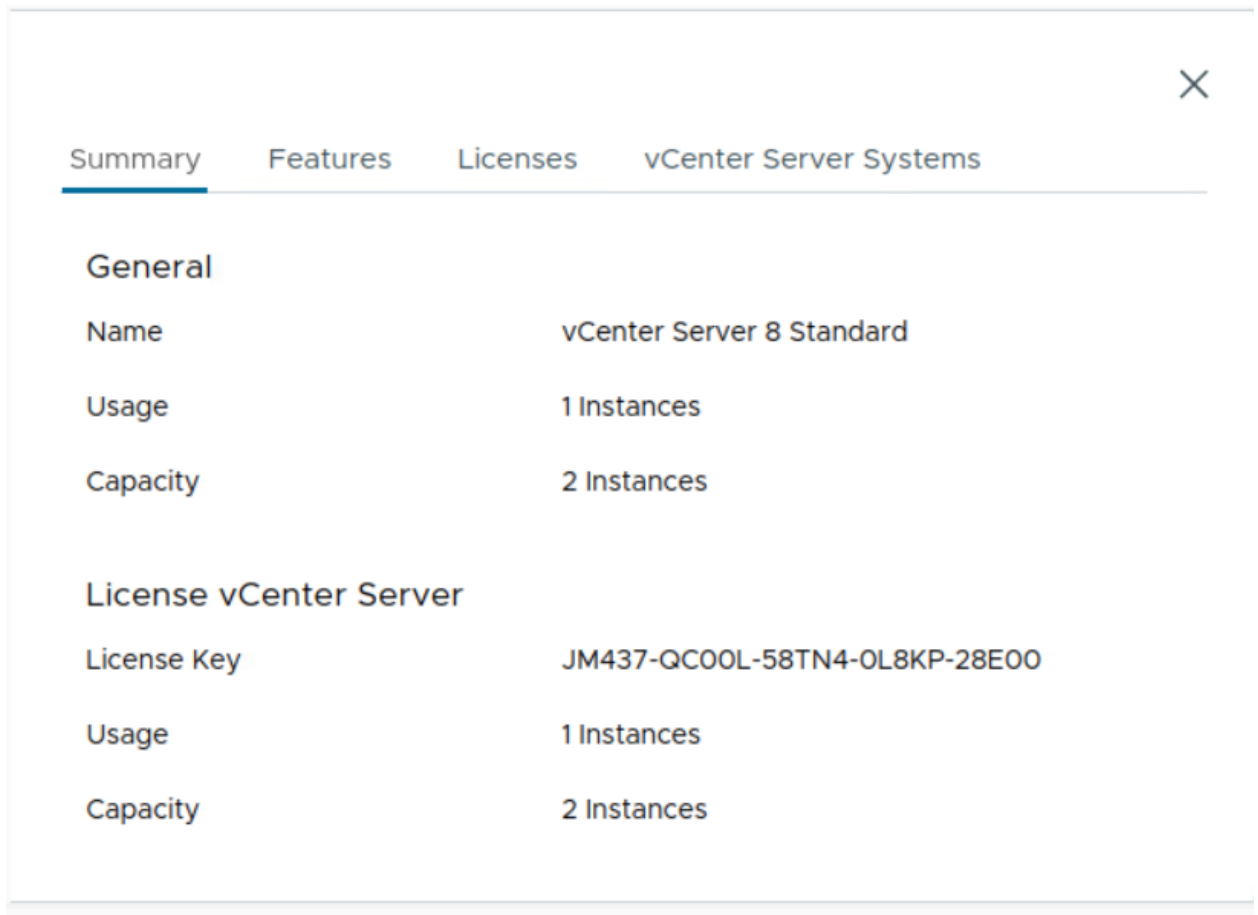 Summary Features Licenses vCenter Server Systems
General
Name vCenter Server 8 Standard
Usage 1 Instances
Capacity 2 Instances
License vCenter Server
License Key JM437-QC00L-58TN4-0L8KP-28E00
Usage 1 Instances
Capacity 2 Instances